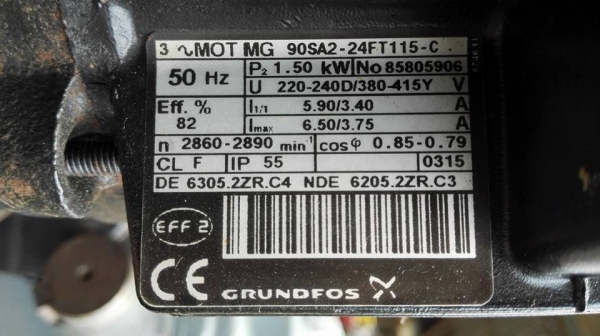 3 ∿MOT MG 90SA2-24FT115-C
50 Hz P₂ 1.50 kW No 85805906
U 220-240D/380-415Y V
Eff. % I₁/₁ 5.90/3.40 A
82 Imax 6.50/3.75 A
n 2860-2890 min⁻¹ cosφ 0.85-0.79
CL F IP 55 0315
DE 6305.2ZR.C4 NDE 6205.2ZR.C3
EFF 2
CE GRUNDFOS